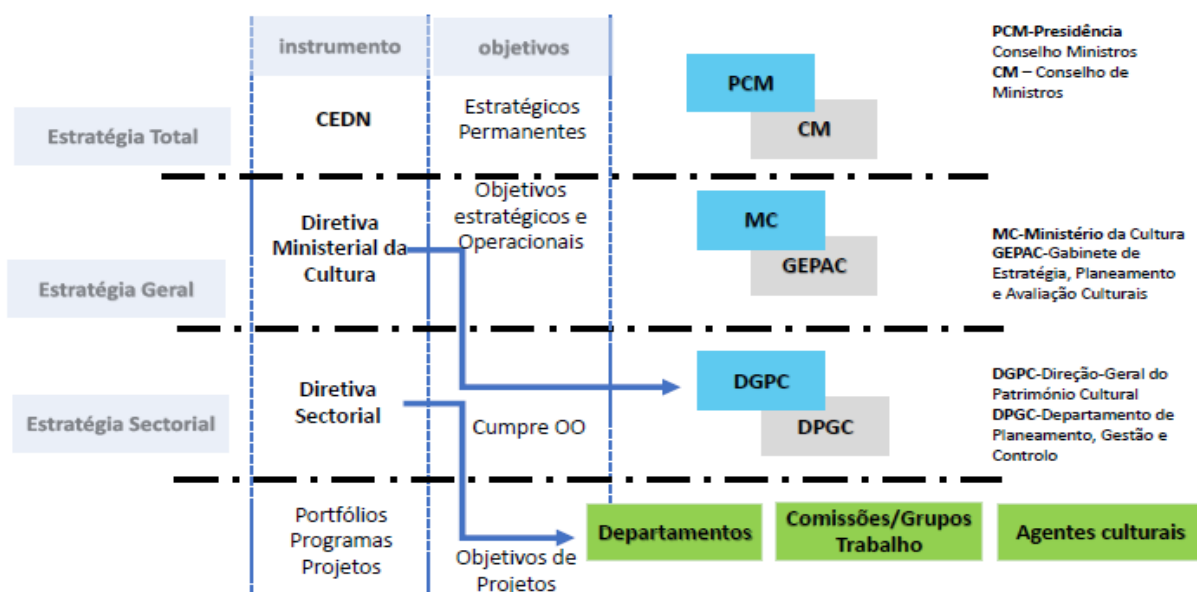 instrumento
objetivos
PCM-Presidência
Conselho Ministros
CM – Conselho de
Ministros
Estratégia Total
CEDN
Estratégicos
Permanentes
PCM
CM
Estratégia Geral
Diretiva
Ministerial da
Cultura
Objetivos
estratégicos e
Operacionais
MC
GEPAC
MC-Ministério da Cultura
GEPAC-Gabinete de
Estratégia, Planeamento
e Avaliação Culturais
Estratégia Sectorial
Diretiva
Sectorial
Cumpre OO
DGPC
DPGC
DGPC-Direção-Geral do
Património Cultural
DPGC-Departamento de
Planeamento, Gestão e
Controlo
Portfólios
Programas
Projetos
Objetivos de
Projetos
Departamentos
Comissões/Grupos
Trabalho
Agentes culturais